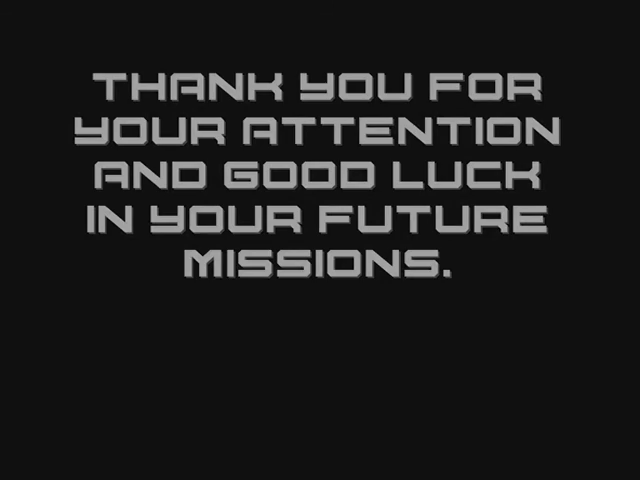 THANK YOU FOR
YOUR ATTENTION
AND GOOD LUCK
IN YOUR FUTURE
MISSIONS.